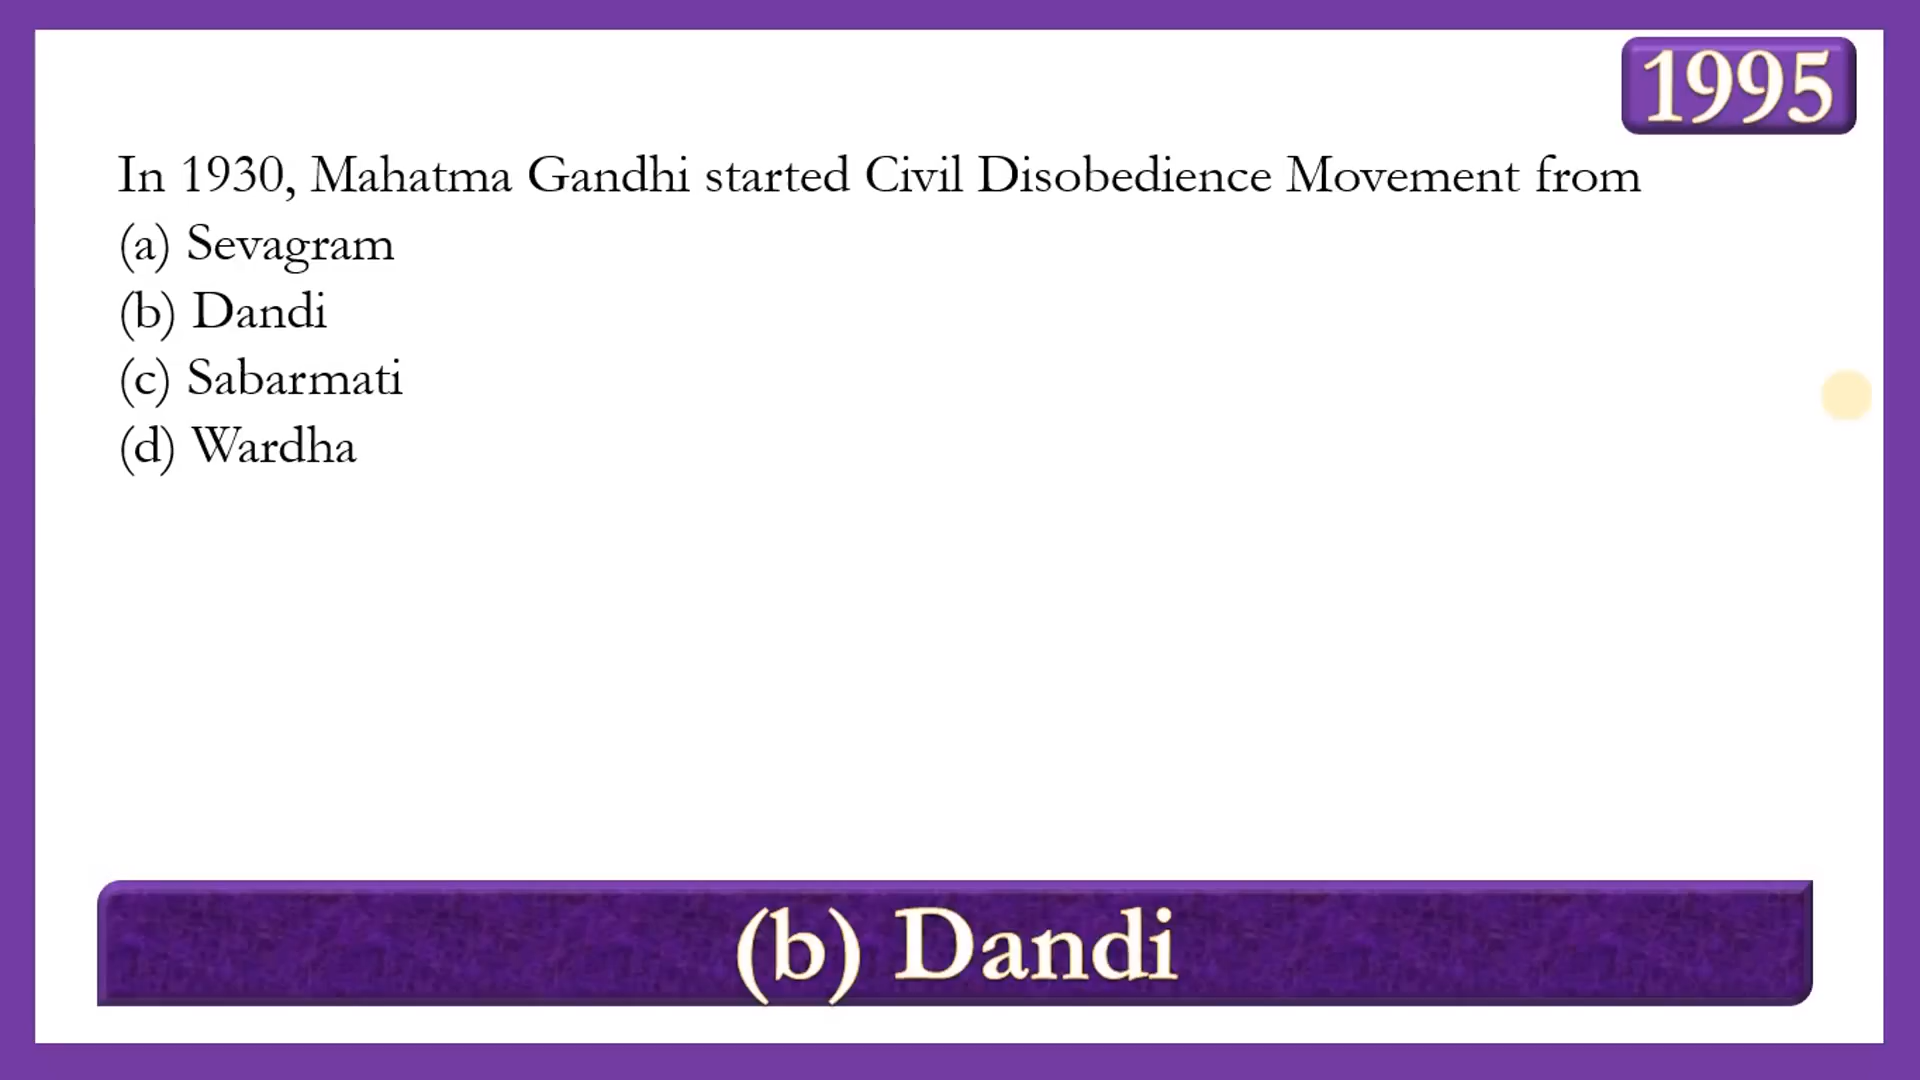 1995
In 1930, Mahatma Gandhi started Civil Disobedience Movement from
(a) Sevagram
(b) Dandi
(c) Sabarmati
(d) Wardha
(b) Dandi